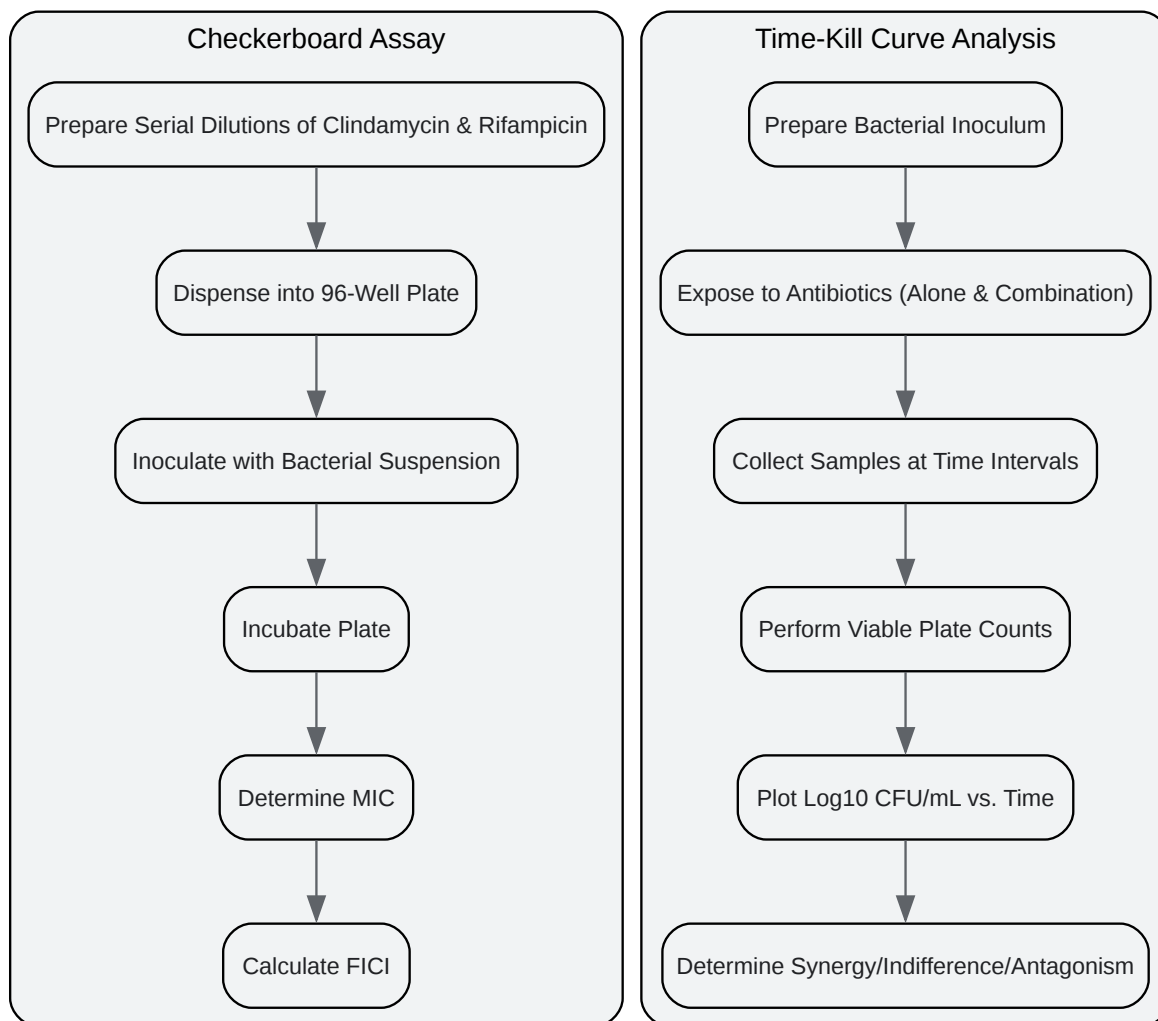 Checkerboard Assay
Prepare Serial Dilutions of Clindamycin & Rifampicin
Dispense into 96-Well Plate
Inoculate with Bacterial Suspension
Incubate Plate
Determine MIC
Calculate FICI
Time-Kill Curve Analysis
Prepare Bacterial Inoculum
Expose to Antibiotics (Alone & Combination)
Collect Samples at Time Intervals
Perform Viable Plate Counts
Plot Log10 CFU/mL vs. Time
Determine Synergy/Indifference/Antagonism